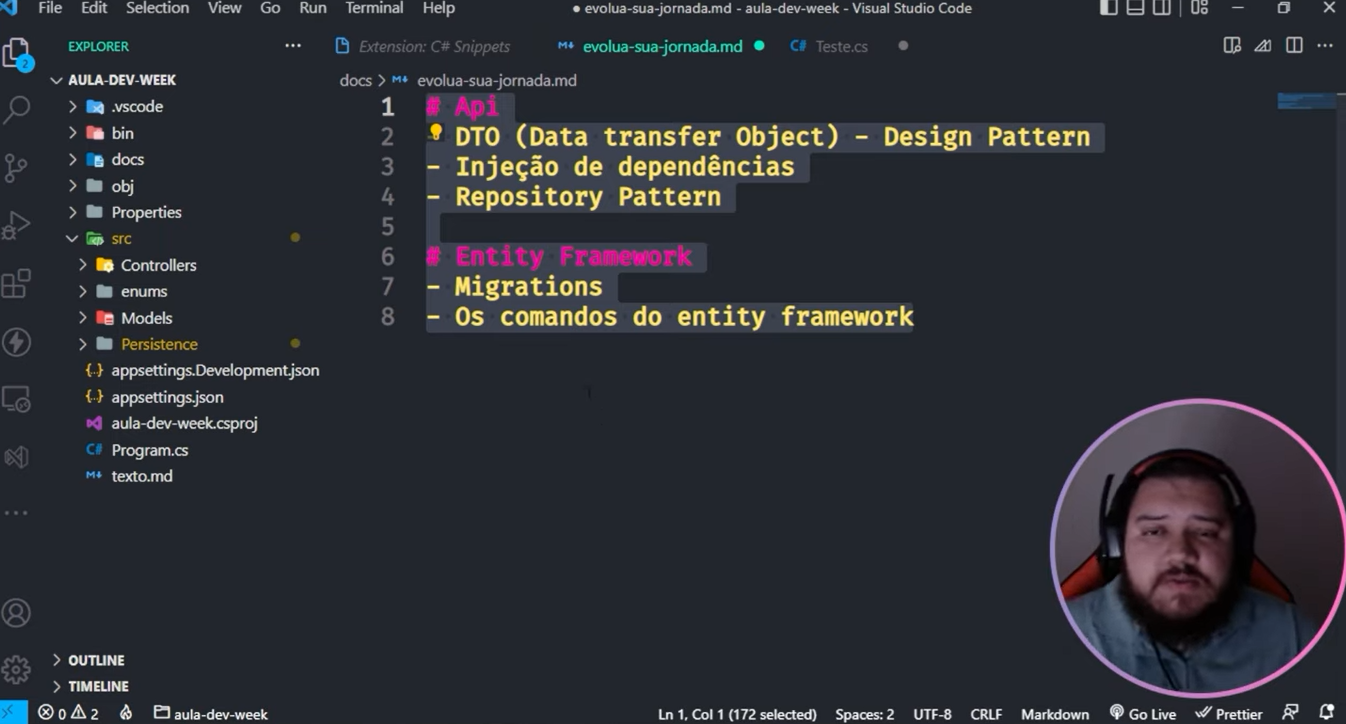 File Edit Selection View Go Run Terminal Help
● evolua-sua-jornada.md - aula-dev-week - Visual Studio Code
EXPLORER
2
AULA-DEV-WEEK
.vscode
bin
docs
obj
Properties
src
Controllers
enums
Models
Persistence
{..} appsettings.Development.json
{..} appsettings.json
aula-dev-week.csproj
C# Program.cs
M↓ texto.md
OUTLINE
TIMELINE
Extension: C# Snippets
M↓ evolua-sua-jornada.md
C# Teste.cs
docs > M↓ evolua-sua-jornada.md
1 # Api
2 DTO (Data transfer Object) - Design Pattern
3 - Injeção de dependências
4 - Repository Pattern
5
6 # Entity Framework
7 - Migrations
8 - Os comandos do entity framework
0 2 aula-dev-week Ln 1, Col 1 (172 selected) Spaces: 2 UTF-8 CRLF Markdown Go Live Prettier